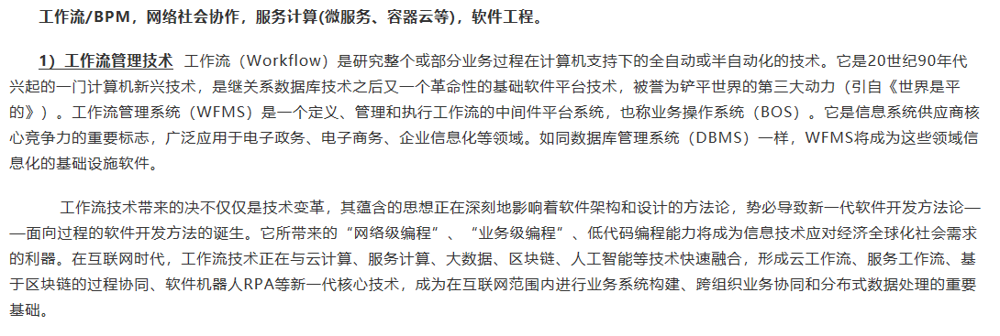 工作流/BPM，网络社会协作，服务计算(微服务、容器云等)，软件工程。
1）工作流管理技术 工作流（Workflow）是研究整个或部分业务过程在计算机支持下的全自动或半自动化的技术。它是20世纪90年代
兴起的一门计算机新兴技术，是继关系数据库技术之后又一个革命性的基础软件平台技术，被誉为铲平世界的第三大动力（引自《世界是平
的》）。工作流管理系统（WFMS）是一个定义、管理和执行工作流的中间件平台系统，也称业务操作系统（BOS）。它是信息系统供应商核
心竞争力的重要标志，广泛应用于电子政务、电子商务、企业信息化等领域。如同数据库管理系统（DBMS）一样，WFMS将成为这些领域信
息化的基础设施软件。
工作流技术带来的决不仅仅是技术变革，其蕴含的思想正在深刻地影响着软件架构和设计的方法论，势必导致新一代软件开发方法论—
—面向过程的软件开发方法的诞生。它所带来的“网络级编程”、“业务级编程”、低代码编程能力将成为信息技术应对经济全球化社会需求
的利器。在互联网时代，工作流技术正在与云计算、服务计算、大数据、区块链、人工智能等技术快速融合，形成云工作流、服务工作流、基
于区块链的过程协同、软件机器人RPA等新一代核心技术，成为在互联网范围内进行业务系统构建、跨组织业务协同和分布式数据处理的重要
基础。